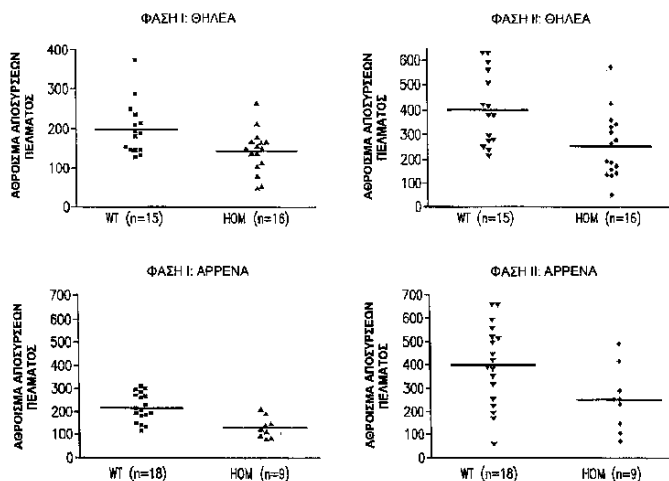 ΦΑΣΗ Ι: ΘΗΛΕΑ
ΑΘΡΟΙΣΜΑ ΑΠΟΣΥΡΣΕΩΝ
ΠΕΛΜΑΤΟΣ
400
300
200
100
0
WT (n=15)
HOM (n=16)
ΦΑΣΗ ΙΙ: ΘΗΛΕΑ
ΑΘΡΟΙΣΜΑ ΑΠΟΣΥΡΣΕΩΝ
ΠΕΛΜΑΤΟΣ
600
500
400
300
200
100
0
WT (n=15)
HOM (n=16)
ΦΑΣΗ Ι: ΑΡΡΕΝΑ
ΑΘΡΟΙΣΜΑ ΑΠΟΣΥΡΣΕΩΝ
ΠΕΛΜΑΤΟΣ
700
600
500
400
300
200
100
0
WT (n=18)
HOM (n=9)
ΦΑΣΗ ΙΙ: ΑΡΡΕΝΑ
ΑΘΡΟΙΣΜΑ ΑΠΟΣΥΡΣΕΩΝ
ΠΕΛΜΑΤΟΣ
700
600
500
400
300
200
100
0
WT (n=18)
HOM (n=9)